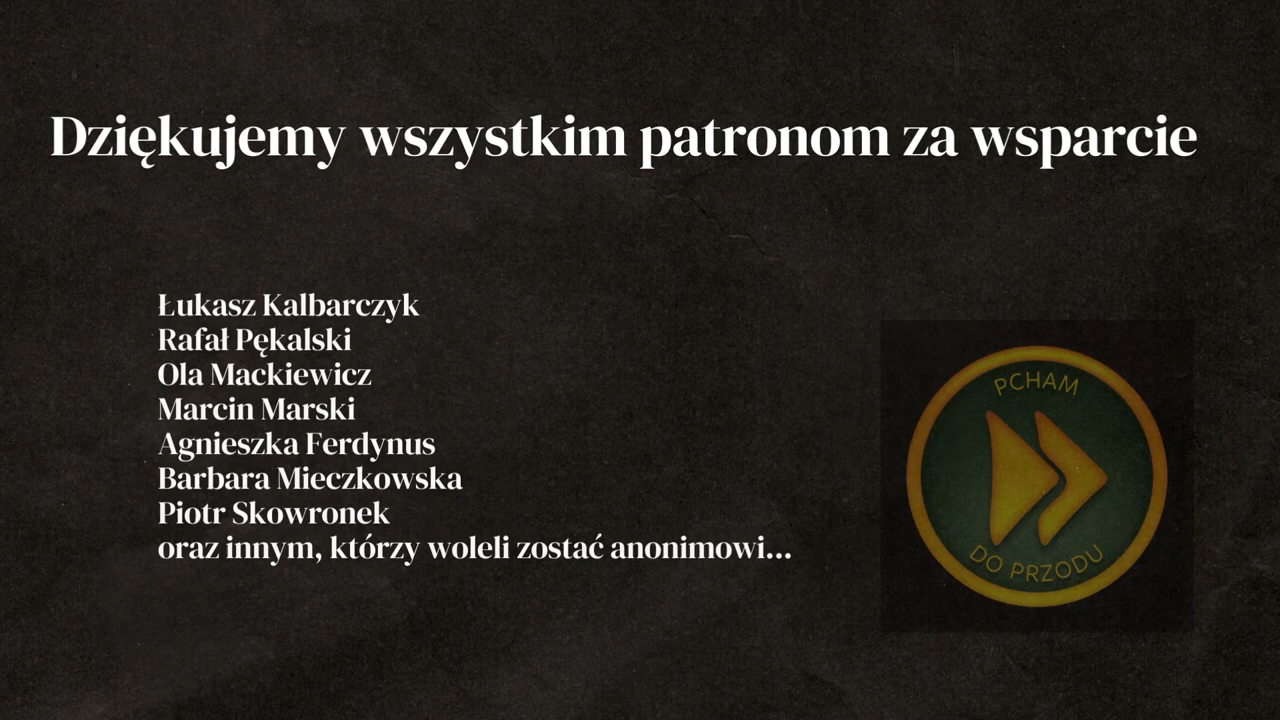 Dziękujemy wszystkim patronom za wsparcie
Łukasz Kalbarczyk
Rafał Pękalski
Ola Mackiewicz
Marcin Marski
Agnieszka Ferdynus
Barbara Mieczkowska
Piotr Skowronek
oraz innym, którzy woleli zostać anonimowi...
PCHAM
DO PRZODU